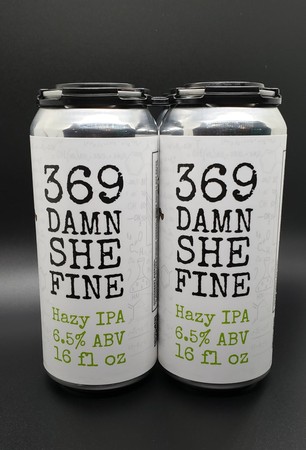 369
DAMN
SHE
FINE
Hazy IPA
6.5% ABV
16 fl oz
369
DAMN
SHE
FINE
Hazy IPA
6.5% ABV
16 fl oz